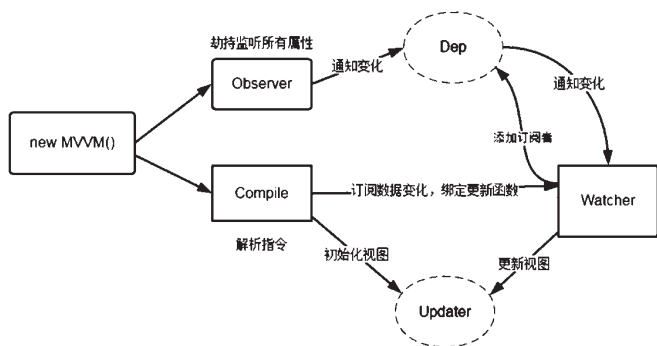 劫持监听所有属性
Dep
Observer
通知变化
通知变化
new MVVM()
添加订阅者
Compile
订阅数据变化，绑定更新函数
Watcher
解析指令
初始化视图
更新视图
Updater